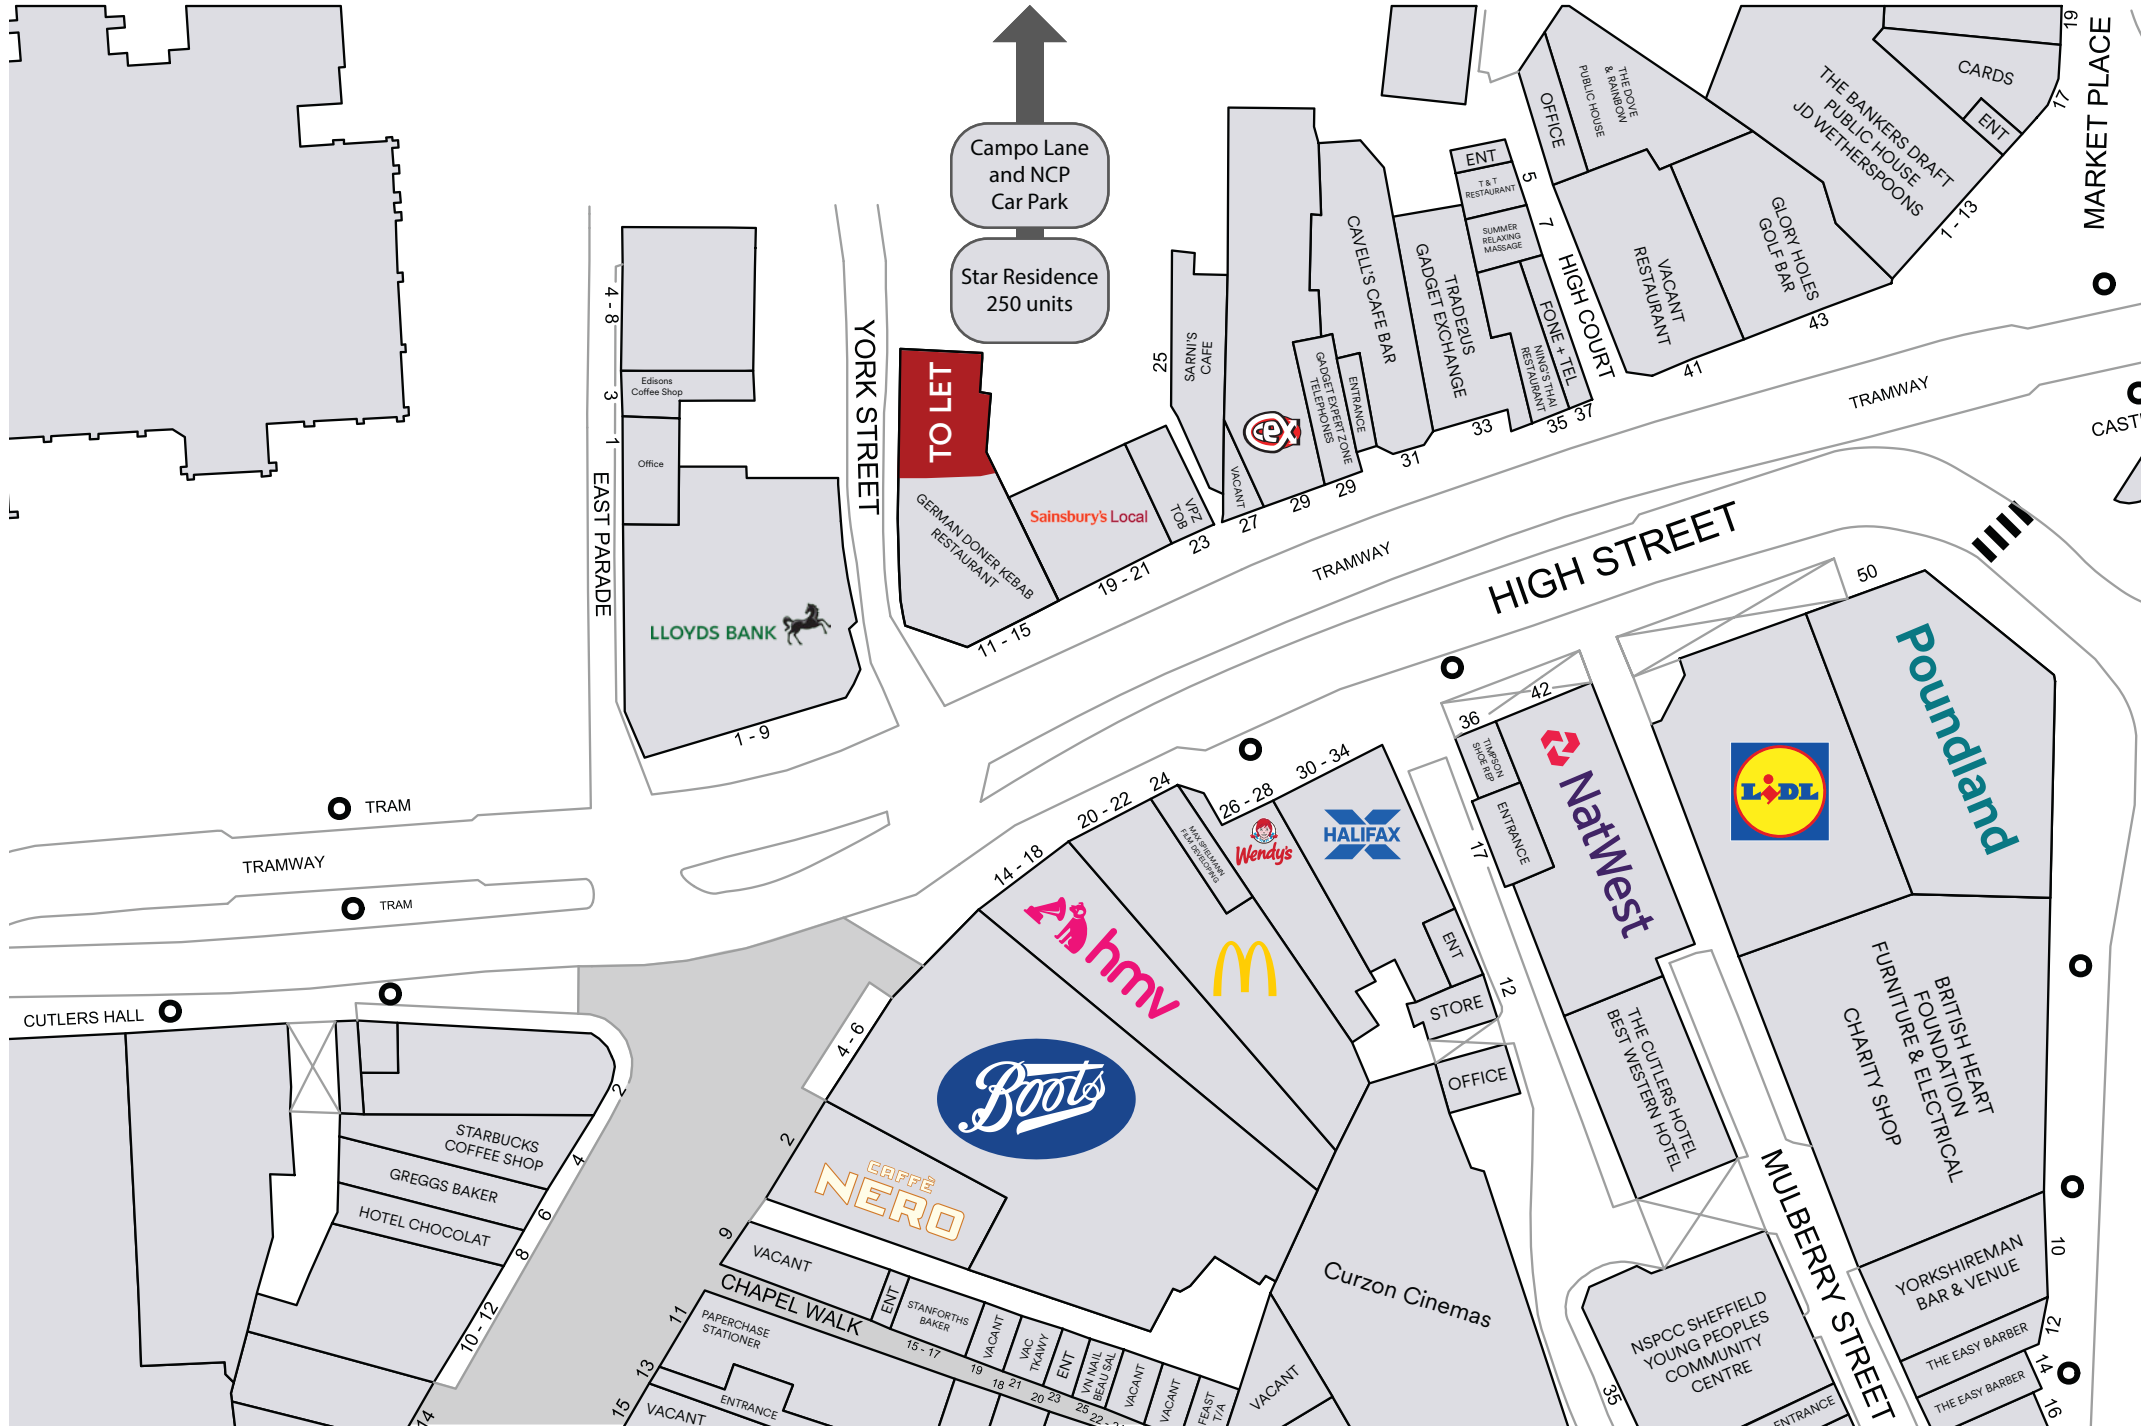 Campo Lane
and NCP
Car Park
Star Residence
250 units
19
MARKET PLACE
CARDS
17
ENT
THE BANKERS DRAFT
PUBLIC HOUSE
JD WETHERSPOONS
1 - 13
THE DOVE
& RAINBOW
PUBLIC HOUSE
OFFICE
ENT
5
T & T
RESTAURANT
7
SUMMER
RELAXING
MASSAGE
HIGH COURT
GLORY HOLES
GOLF BAR
43
VACANT
RESTAURANT
41
CAVELL'S CAFE BAR
31
TRADE2US
GADGET EXCHANGE
33
FONE + TEL
37
NING'S THAI
RESTAURANT
35
4 - 8
Edisons
Coffee Shop
3
1
Office
EAST PARADE
YORK STREET
TO LET
GERMAN DONER KEBAB
RESTAURANT
11 - 15
Sainsbury's Local
19 - 21
VPZ
TOB
23
25
SARNI'S
CAFE
VACANT
27
CeX
29
GADGET EXPERT ZONE
TELEPHONES
29
ENTRANCE
TRAMWAY
TRAMWAY
CAST
HIGH STREET
LLOYDS BANK
1 - 9
TRAM
TRAMWAY
TRAM
CUTLERS HALL
50
Poundland
LIDL
42
36
TIMPSON
SHOE REP
ENTRANCE
17
NatWest
30 - 34
HALIFAX
26 - 28
Wendy's
24
MAX SPIELMANN
FILM DEVELOPING
20 - 22
14 - 18
hmv
ENT
STORE
12
OFFICE
4 - 6
Boots
2
CAFFÈ
NERO
THE CUTLERS HOTEL
BEST WESTERN HOTEL
BRITISH HEART
FOUNDATION
FURNITURE & ELECTRICAL
CHARITY SHOP
2
STARBUCKS
COFFEE SHOP
4
GREGGS BAKER
6
HOTEL CHOCOLAT
8
10 - 12
14
9
VACANT
CHAPEL WALK
ENT
STANFORTHS
BAKER
15 - 17
VACANT
19
18
VAC
TKAWY
21
20
ENT
23
VN NAIL
BEAU SAL
25
VACANT
VACANT
FEAST
T/A
VACANT
11
PAPERCHASE
STATIONER
13
ENTRANCE
15
VACANT
Curzon Cinemas
MULBERRY STREET
NSPCC SHEFFIELD
YOUNG PEOPLES
COMMUNITY
CENTRE
35
ENTRANCE
YORKSHIREMAN
BAR & VENUE
10
THE EASY BARBER
12
THE EASY BARBER
14
16